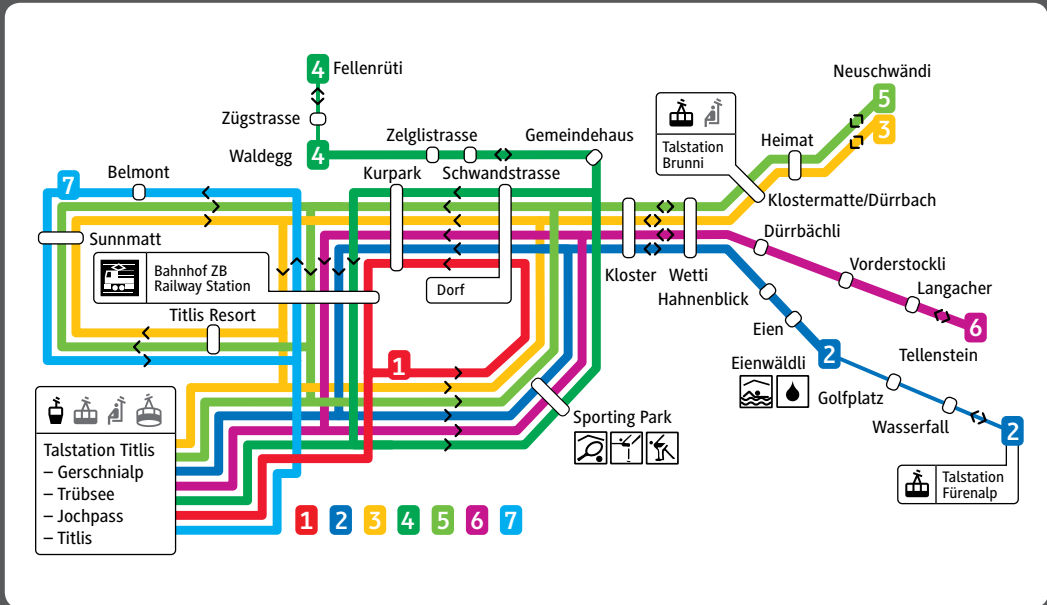 4 Fellenrüti
Zügstrasse
Waldegg 4
Zelglistrasse
Gemeindehaus
Neuschwändi
5
3
Talstation
Brunni
Heimat
7
Belmont
Kurpark
Schwandstrasse
Klostermatte/Dürrbach
Sunnmatt
Dürrbächli
Bahnhof ZB
Railway Station
Kloster
Wetti
Vorderstockli
Dorf
Hahnenblick
Langacher
Titlis Resort
Eien
6
Tellenstein
1
2
Eienwäldli
Golfplatz
Sporting Park
Wasserfall
2
Talstation Titlis
– Gerschnialp
– Trübsee
– Jochpass
– Titlis
Talstation
Fürenalp
1 2 3 4 5 6 7